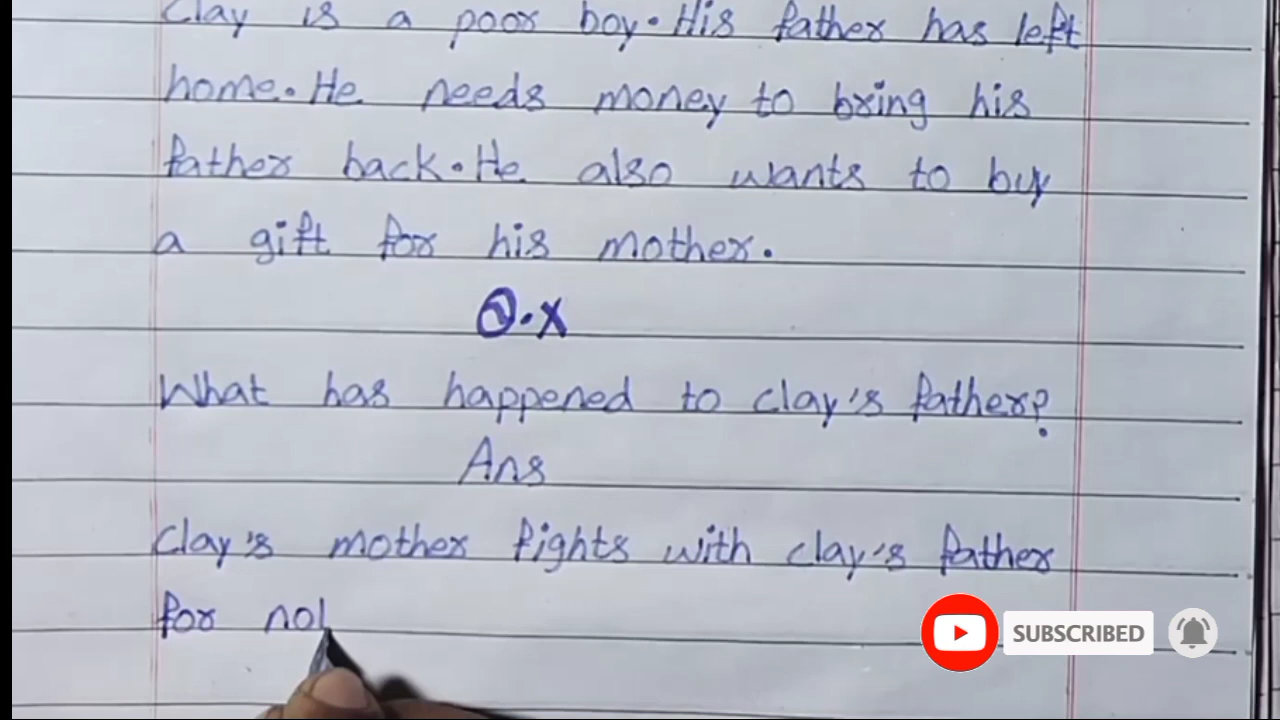 Clay is a poor boy. His father has left
home. He needs money to bring his
father back. He also wants to buy
a gift for his mother.
Q.X
What has happened to clay's father?
Ans
Clay's mother fights with clay's father
for not
SUBSCRIBED